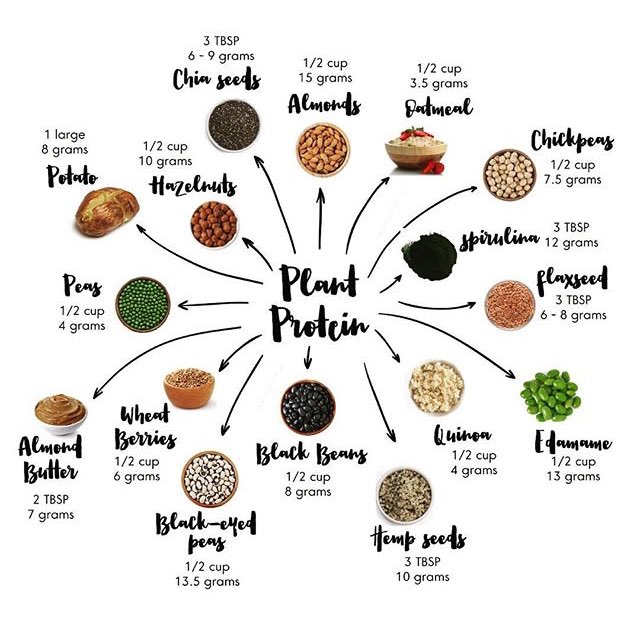 Plant
Protein
3 TBSP
6 - 9 grams
Chia seeds
1/2 cup
15 grams
Almonds
1/2 cup
3.5 grams
Oatmeal
Chickpeas
1/2 cup
7.5 grams
spirulina
3 TBSP
12 grams
flaxseed
3 TBSP
6 - 8 grams
Edamame
1/2 cup
13 grams
Quinoa
1/2 cup
4 grams
Hemp seeds
3 TBSP
10 grams
Black Beans
1/2 cup
8 grams
Black-eyed
peas
1/2 cup
13.5 grams
Wheat
Berries
1/2 cup
6 grams
Almond
Butter
2 TBSP
7 grams
Peas
1/2 cup
4 grams
1 large
8 grams
Potato
1/2 cup
10 grams
Hazelnuts